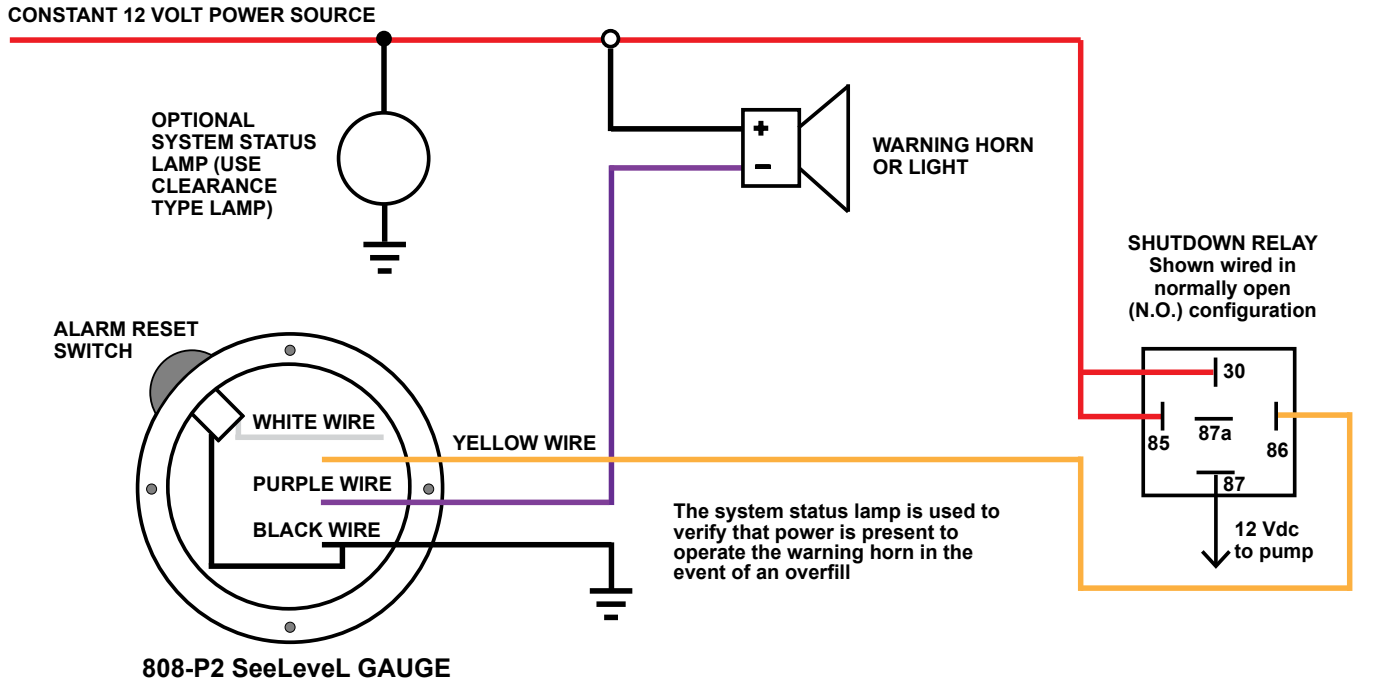 CONSTANT 12 VOLT POWER SOURCE
OPTIONAL
SYSTEM STATUS
LAMP (USE
CLEARANCE
TYPE LAMP)
+
−
WARNING HORN
OR LIGHT
SHUTDOWN RELAY
Shown wired in
normally open
(N.O.) configuration
30
85
87a
86
87
12 Vdc
to pump
ALARM RESET
SWITCH
WHITE WIRE
YELLOW WIRE
PURPLE WIRE
BLACK WIRE
The system status lamp is used to
verify that power is present to
operate the warning horn in the
event of an overfill
808-P2 SeeLeveL GAUGE